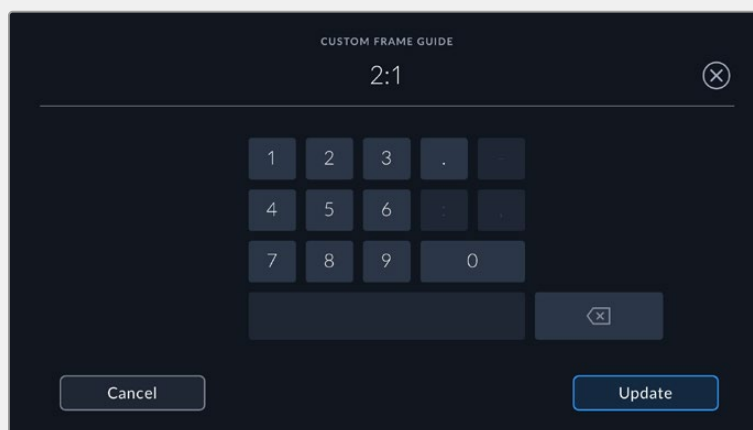 CUSTOM FRAME GUIDE
2:1
1 2 3 . -
4 5 6 : ,
7 8 9 0
Cancel Update